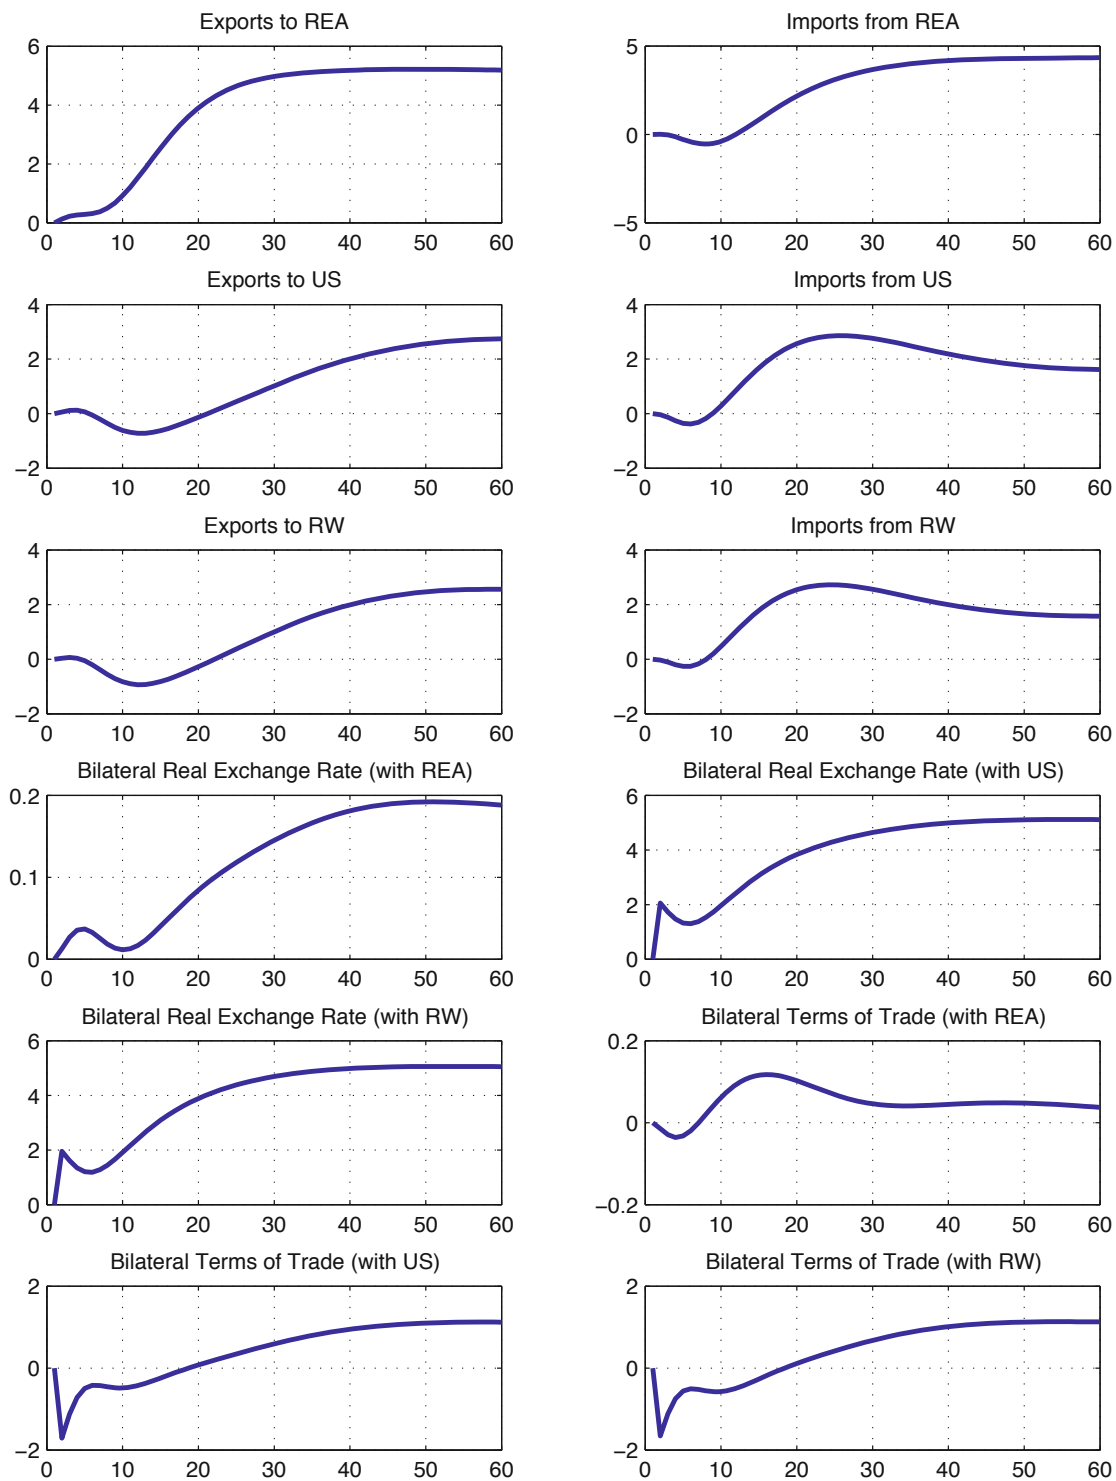 Exports to REA
6
4
2
0
0 10 20 30 40 50 60
Imports from REA
5
0
−5
0 10 20 30 40 50 60
Exports to US
4
2
0
−2
0 10 20 30 40 50 60
Imports from US
4
2
0
−2
0 10 20 30 40 50 60
Exports to RW
4
2
0
−2
0 10 20 30 40 50 60
Imports from RW
4
2
0
−2
0 10 20 30 40 50 60
Bilateral Real Exchange Rate (with REA)
0.2
0.1
0
0 10 20 30 40 50 60
Bilateral Real Exchange Rate (with US)
6
4
2
0
0 10 20 30 40 50 60
Bilateral Real Exchange Rate (with RW)
6
4
2
0
0 10 20 30 40 50 60
Bilateral Terms of Trade (with REA)
0.2
0
−0.2
0 10 20 30 40 50 60
Bilateral Terms of Trade (with US)
2
0
−2
0 10 20 30 40 50 60
Bilateral Terms of Trade (with RW)
2
0
−2
0 10 20 30 40 50 60